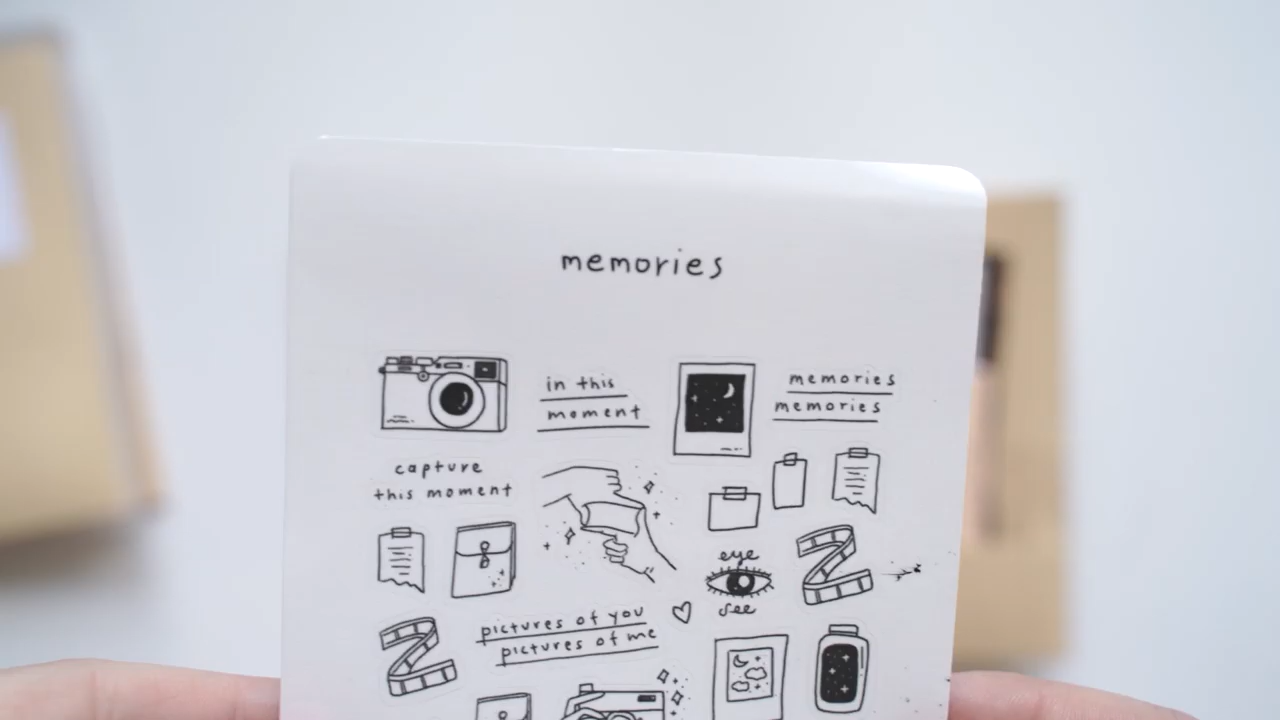 memories
in this
moment
memories
memories
capture
this moment
eye
see
pictures of you
pictures of me